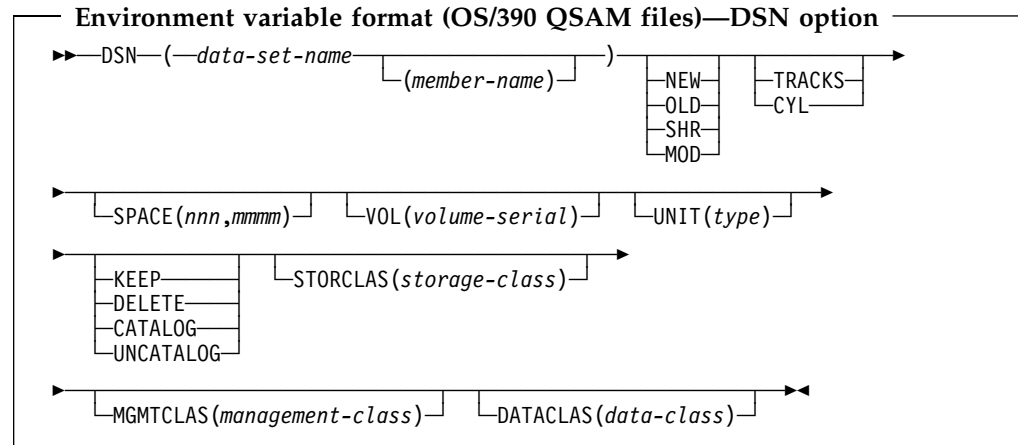 Environment variable format (OS/390 QSAM files)—DSN option
DSN ( data-set-name (member-name) ) NEW TRACKS
OLD CYL
SHR
MOD
SPACE(nnn,mmmm) VOL(volume-serial) UNIT(type)
KEEP STORCLAS(storage-class)
DELETE
CATALOG
UNCATALOG
MGMTCLAS(management-class) DATACLAS(data-class)